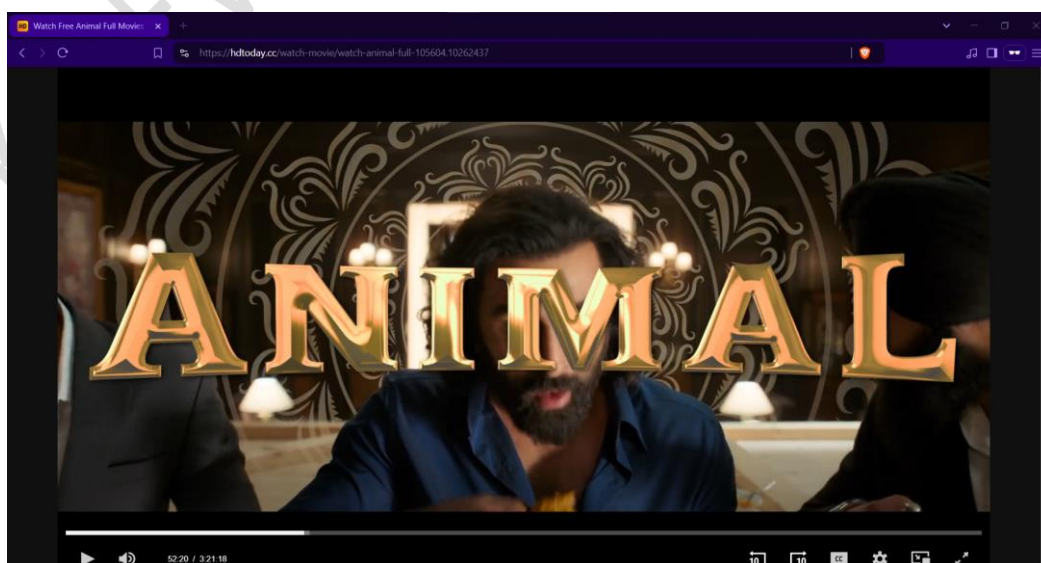 HD Watch Free Animal Full Movies
https://hdtoday.cc/watch-movie/watch-animal-full-105604.10262437
ANIMAL
52:20 / 3:21:18
10 10 CC